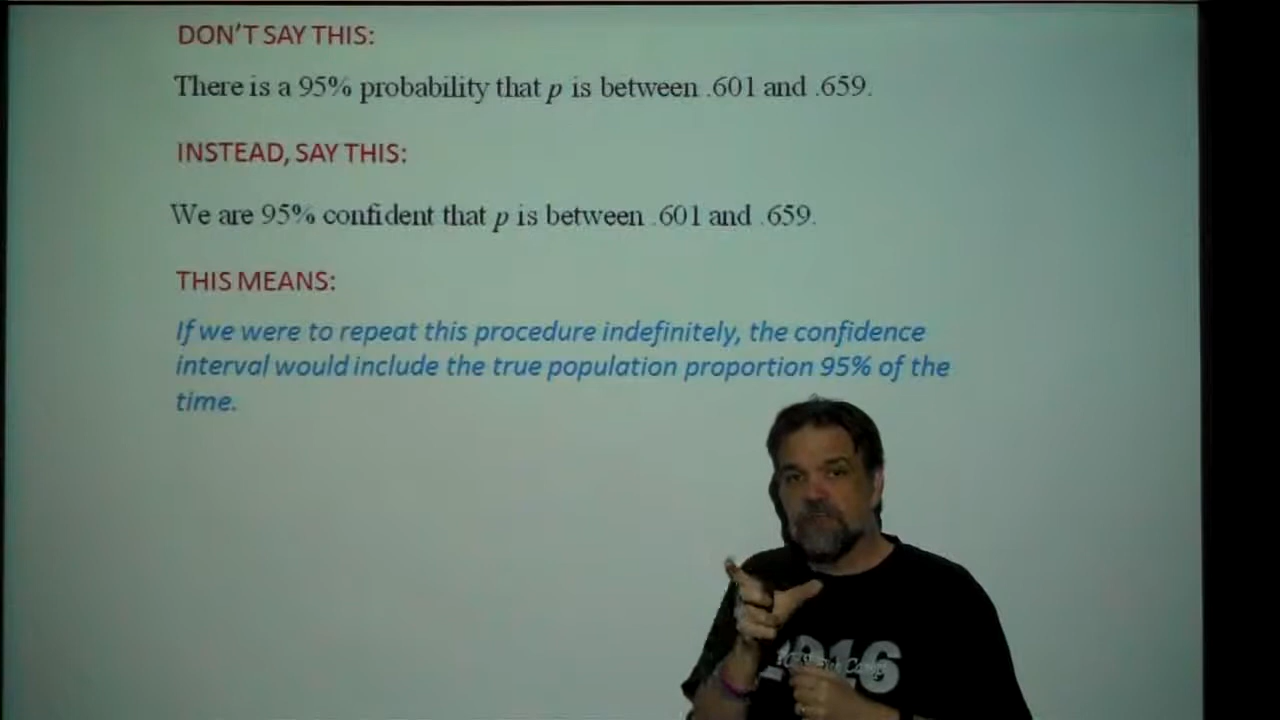 DON'T SAY THIS:
There is a 95% probability that p is between .601 and .659.
INSTEAD, SAY THIS:
We are 95% confident that p is between .601 and .659.
THIS MEANS:
If we were to repeat this procedure indefinitely, the confidence
interval would include the true population proportion 95% of the
time.